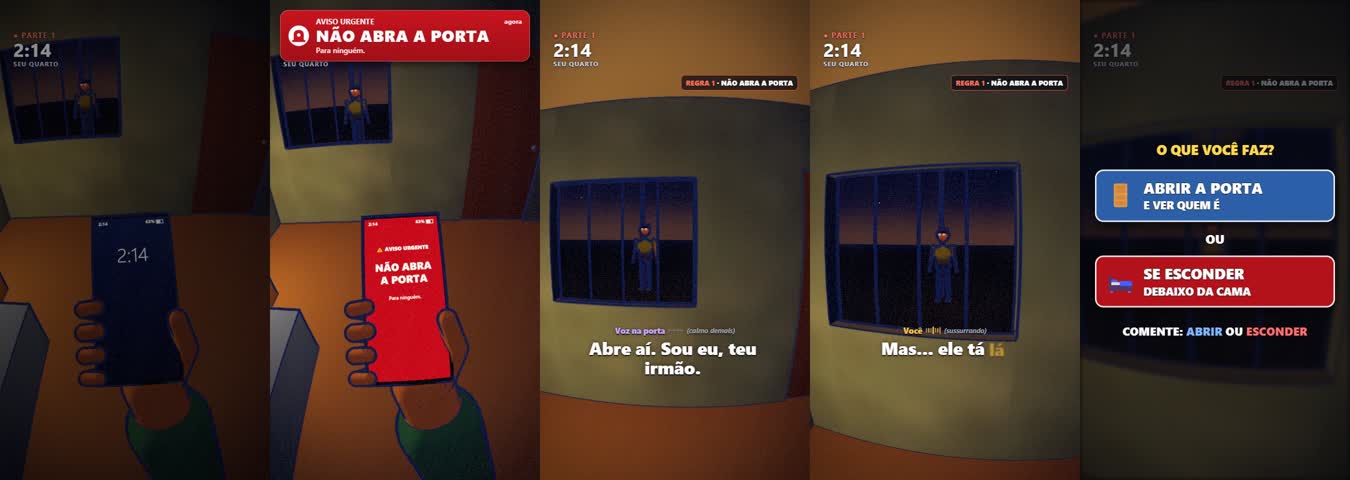 • PARTE 1
2:14
SEU QUARTO
2:14
AVISO URGENTE
agora
NÃO ABRA A PORTA
Para ninguém.
SEU QUARTO
2:14
63%
AVISO URGENTE
NÃO ABRA
A PORTA
Para ninguém.
• PARTE 1
2:14
SEU QUARTO
REGRA 1 • NÃO ABRA A PORTA
Voz na porta (calmo demais)
Abre aí. Sou eu, teu
irmão.
• PARTE 1
2:14
SEU QUARTO
REGRA 1 • NÃO ABRA A PORTA
Você (sussurrando)
Mas... ele tá lá
• PARTE 1
2:14
SEU QUARTO
REGRA 1 • NÃO ABRA A PORTA
O QUE VOCÊ FAZ?
ABRIR A PORTA
E VER QUEM É
OU
SE ESCONDER
DEBAIXO DA CAMA
COMENTE: ABRIR OU ESCONDER